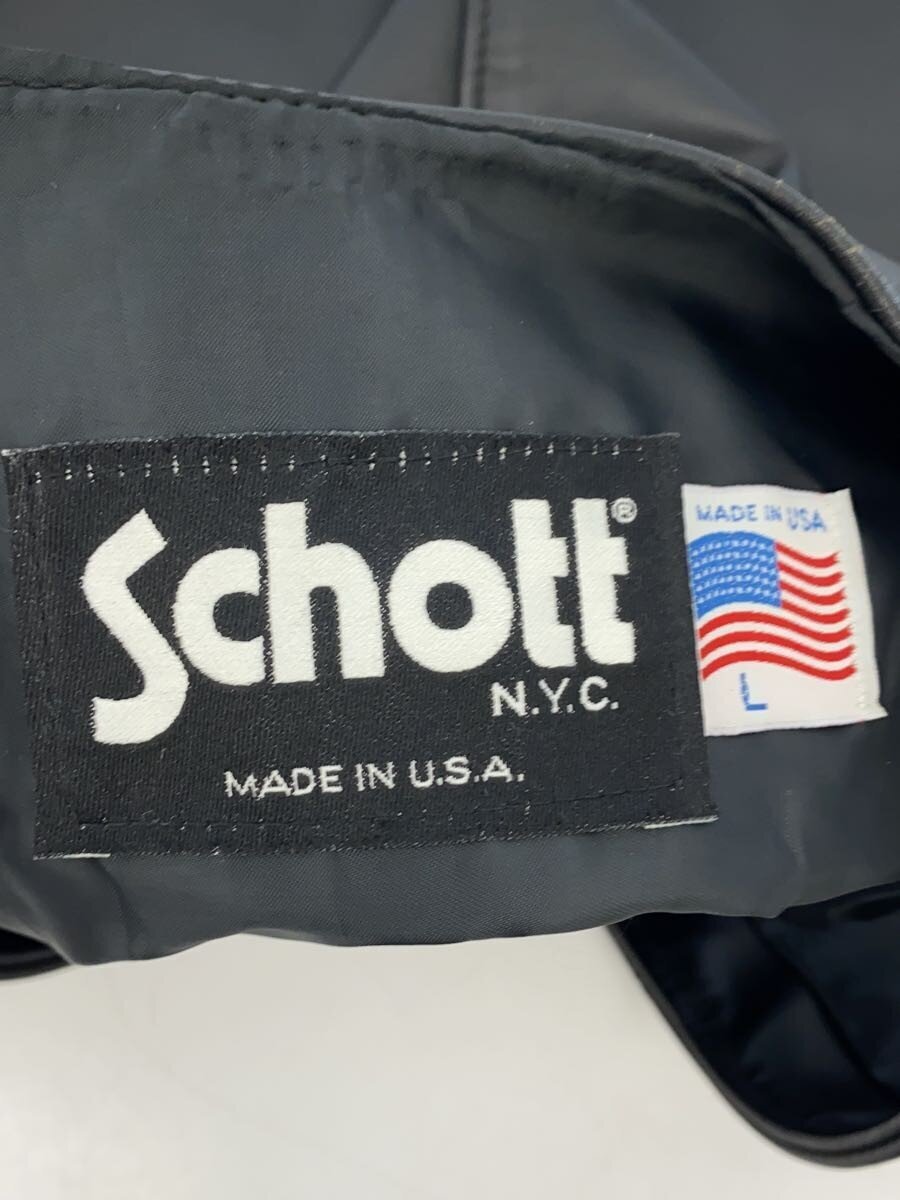 Schott®
N.Y.C.
MADE IN U.S.A.
MADE IN USA
L